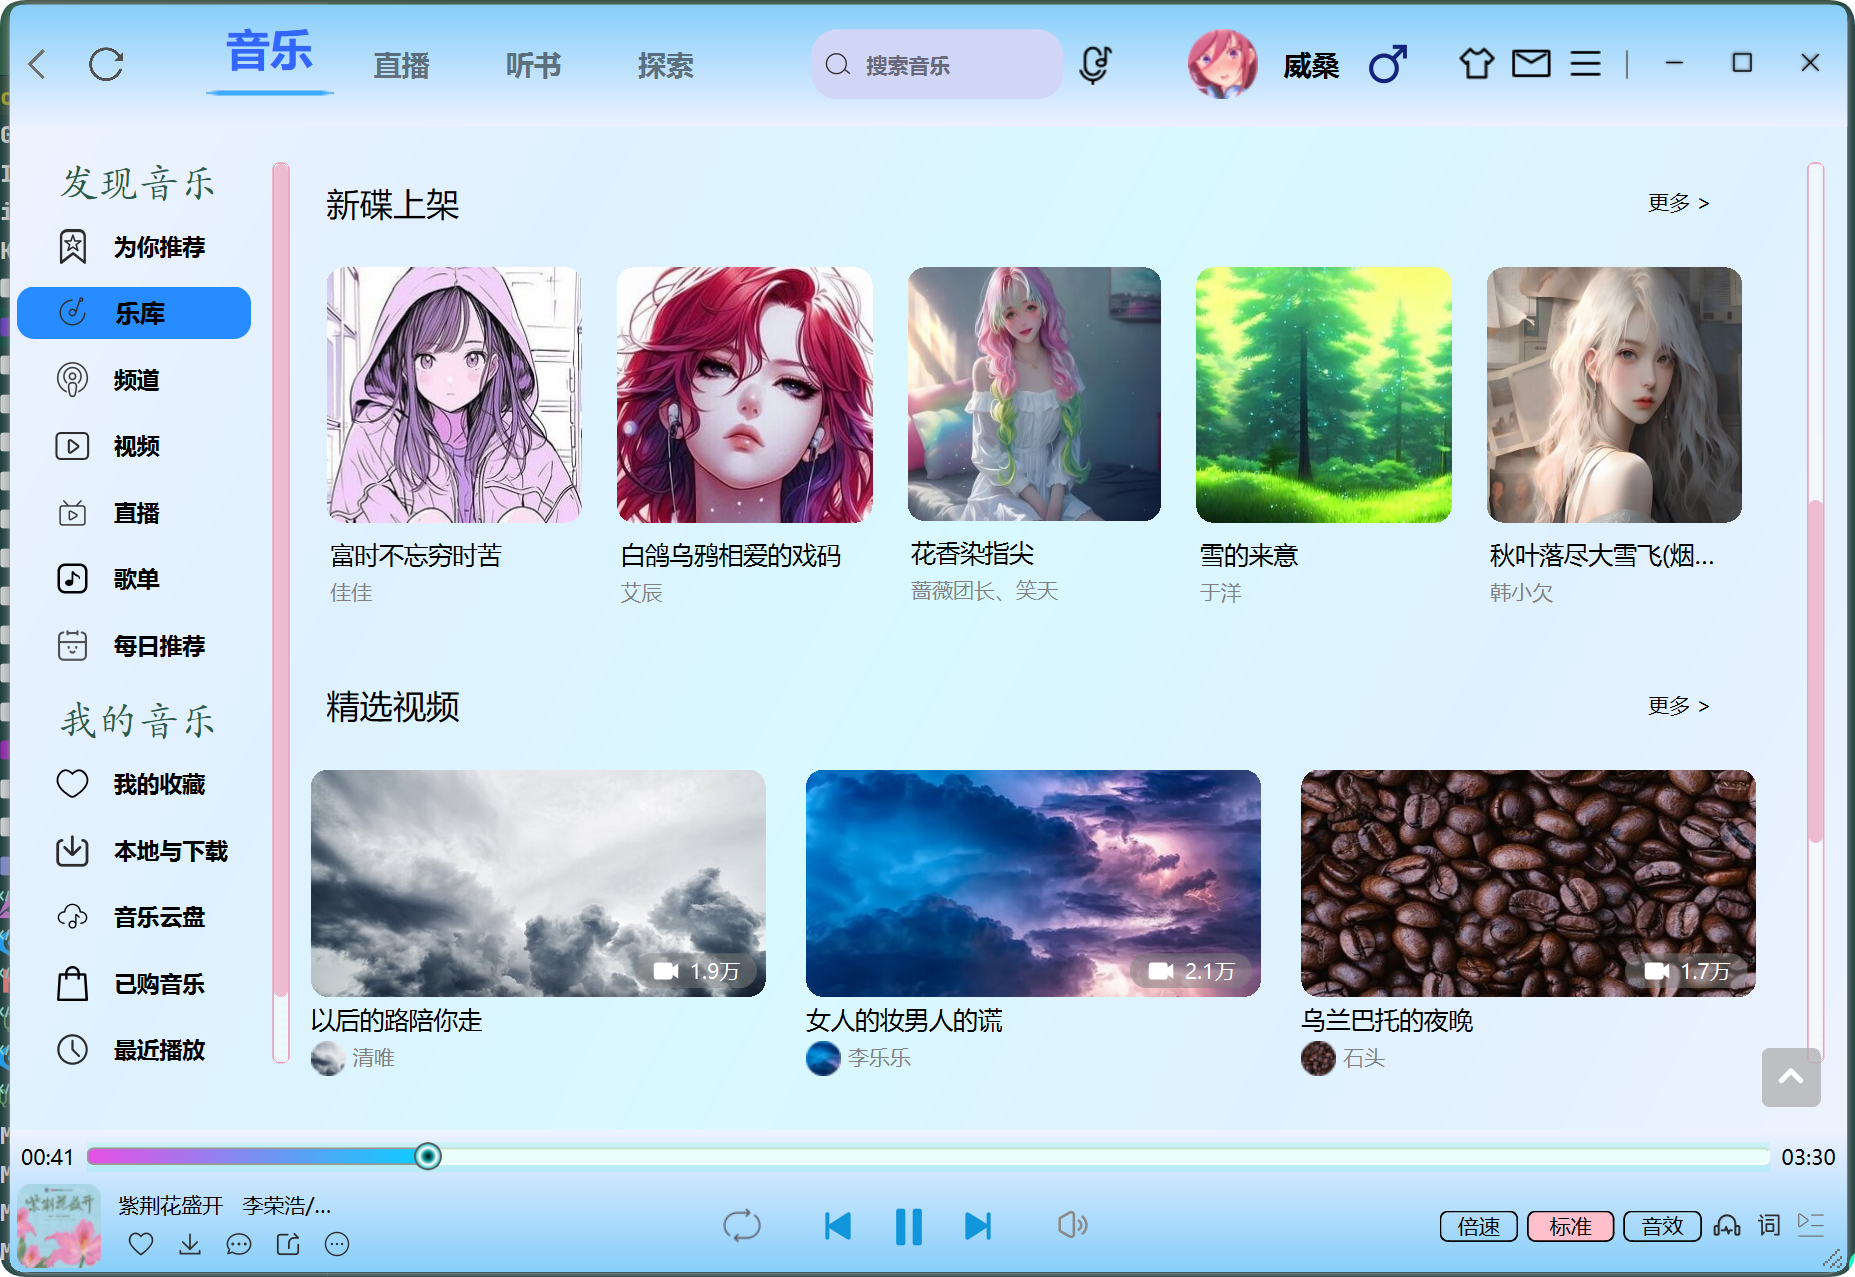 音乐
直播
听书
探索
搜索音乐
威桑
发现音乐
为你推荐
乐库
频道
视频
直播
歌单
每日推荐
我的音乐
我的收藏
本地与下载
音乐云盘
已购音乐
最近播放
新碟上架
更多 >
富时不忘穷时苦
佳佳
白鸽乌鸦相爱的戏码
艾辰
花香染指尖
蔷薇团长、笑天
雪的来意
于洋
秋叶落尽大雪飞(烟...
韩小欠
精选视频
更多 >
1.9万
以后的路陪你走
清唯
2.1万
女人的妆男人的谎
李乐乐
1.7万
乌兰巴托的夜晚
石头
00:41
03:30
紫荆花盛开
紫荆花盛开 李荣浩/...
倍速
标准
音效
词